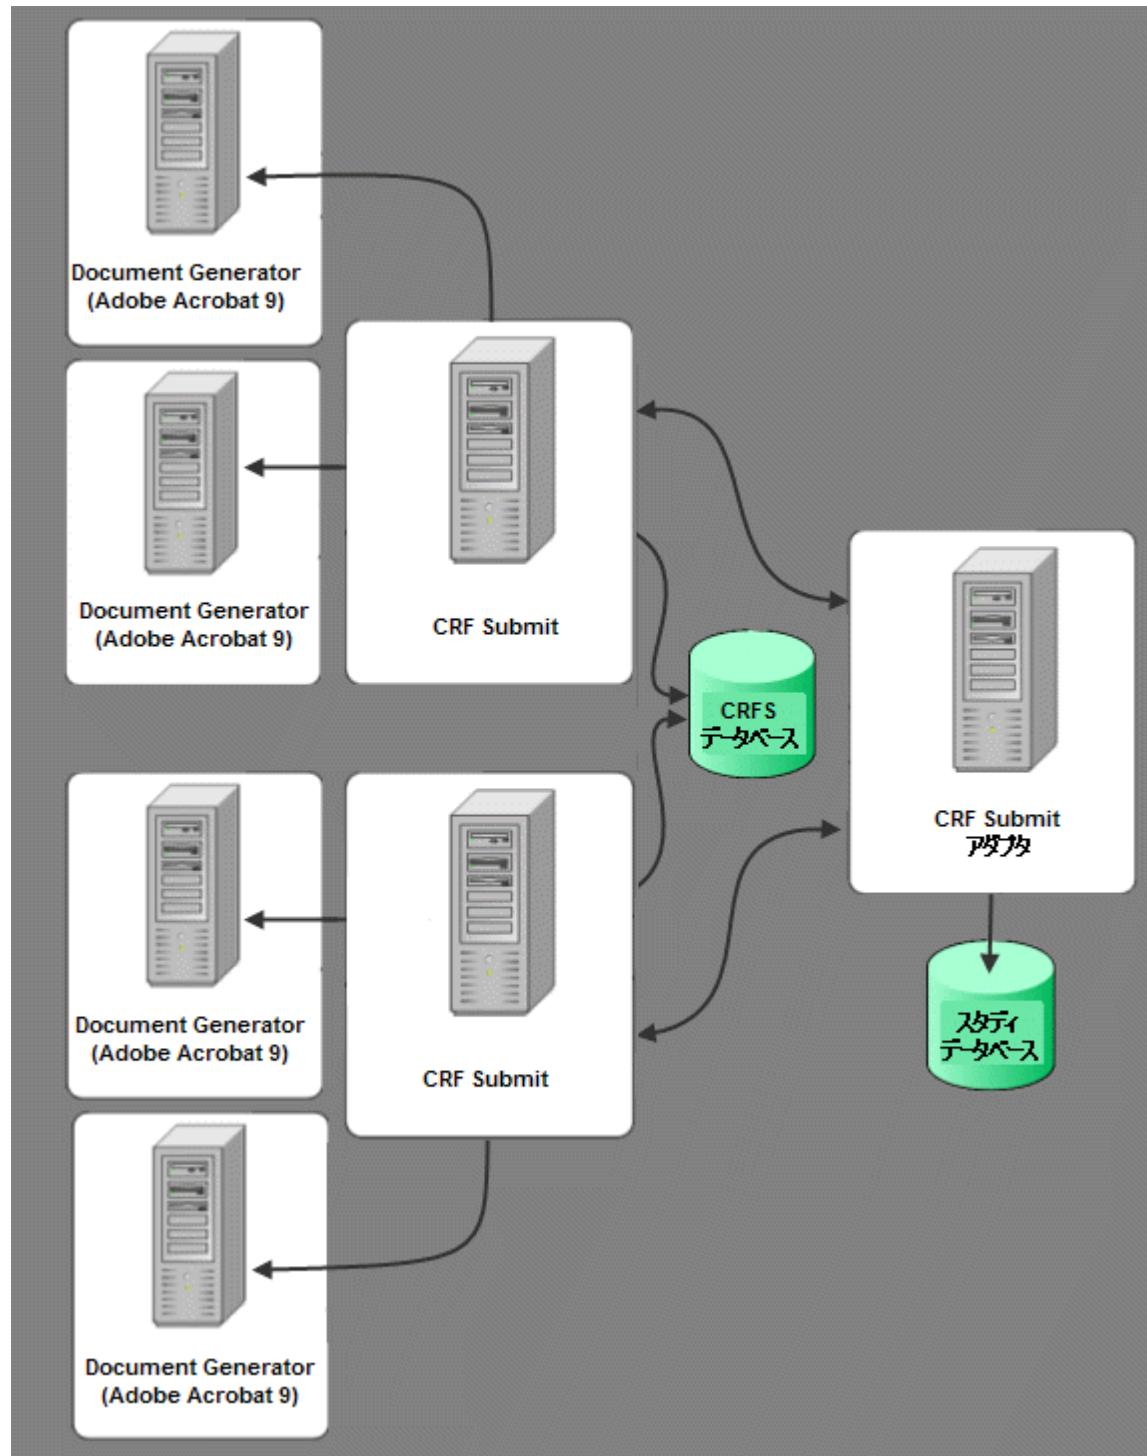 Document Generator
(Adobe Acrobat 9)
Document Generator
(Adobe Acrobat 9)
CRF Submit
CRFS
データベース
CRF Submit
アダプタ
Document Generator
(Adobe Acrobat 9)
CRF Submit
スタディ
データベース
Document Generator
(Adobe Acrobat 9)